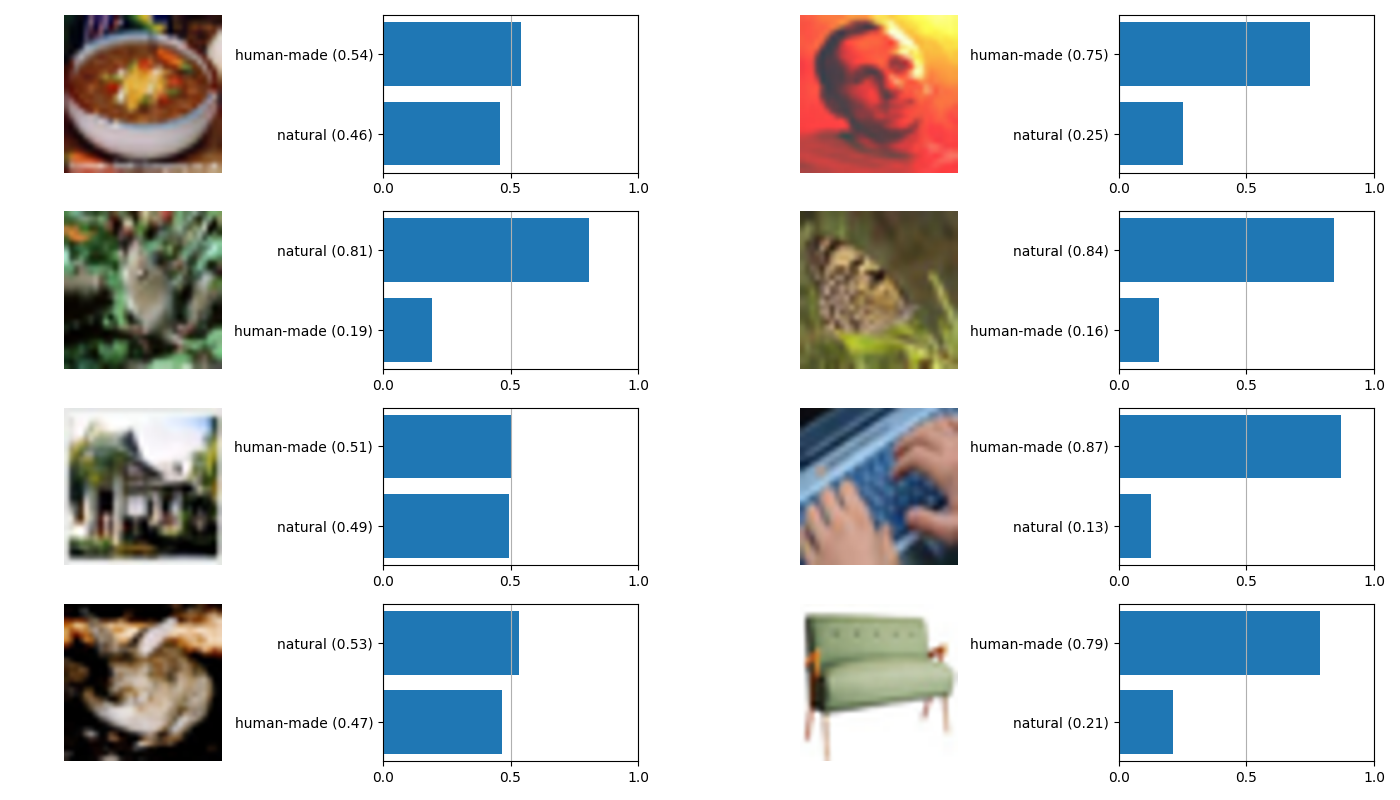 human-made (0.54)
natural (0.46)
0.0 0.5 1.0
human-made (0.75)
natural (0.25)
0.0 0.5 1.0
natural (0.81)
human-made (0.19)
0.0 0.5 1.0
natural (0.84)
human-made (0.16)
0.0 0.5 1.0
human-made (0.51)
natural (0.49)
0.0 0.5 1.0
human-made (0.87)
natural (0.13)
0.0 0.5 1.0
natural (0.53)
human-made (0.47)
0.0 0.5 1.0
human-made (0.79)
natural (0.21)
0.0 0.5 1.0